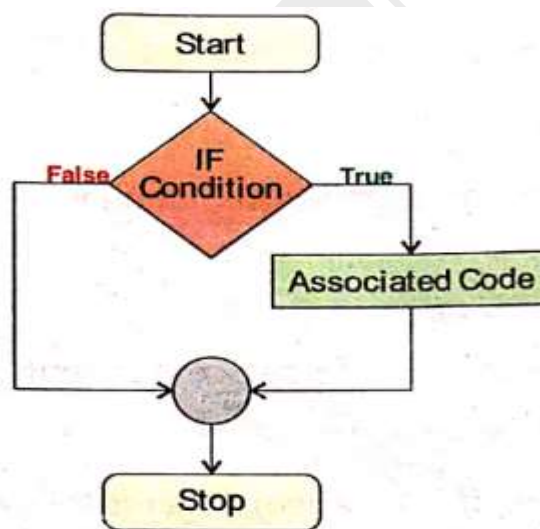 Start
IF
Condition
False
True
Associated Code
Stop